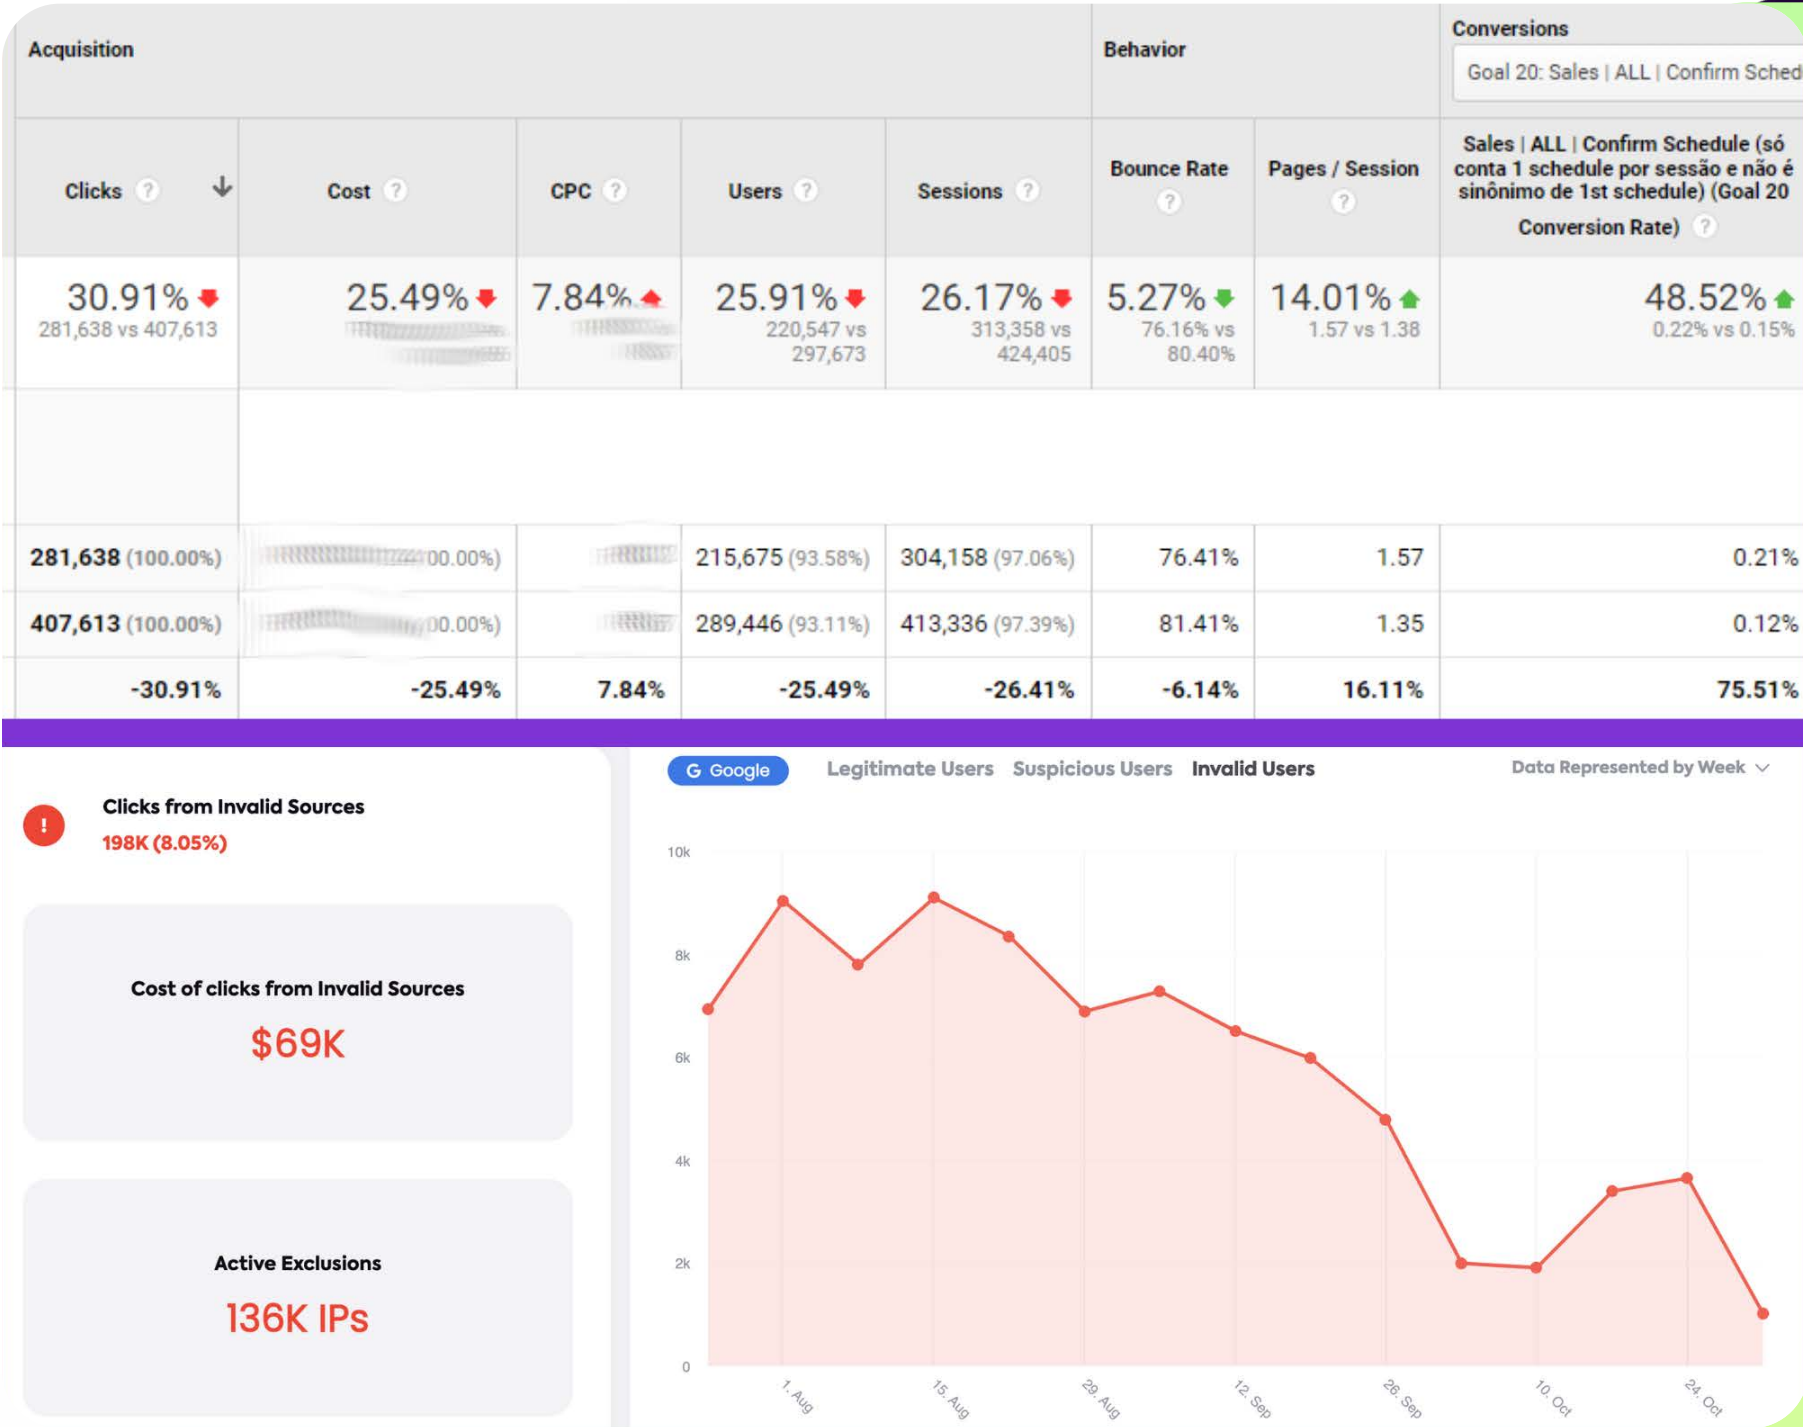 Acquisition
Behavior
Conversions
Goal 20: Sales | ALL | Confirm Sched
Clicks ?
Cost ?
CPC ?
Users ?
Sessions ?
Bounce Rate
?
Pages / Session
?
Sales | ALL | Confirm Schedule (só
conta 1 schedule por sessão e não é
sinônimo de 1st schedule) (Goal 20
Conversion Rate) ?
30.91%
281,638 vs 407,613
25.49%
7.84%
25.91%
220,547 vs
297,673
26.17%
313,358 vs
424,405
5.27%
76.16% vs
80.40%
14.01%
1.57 vs 1.38
48.52%
0.22% vs 0.15%
281,638 (100.00%) 00.00%) 215,675 (93.58%) 304,158 (97.06%) 76.41% 1.57 0.21%
407,613 (100.00%) 00.00%) 289,446 (93.11%) 413,336 (97.39%) 81.41% 1.35 0.12%
-30.91% -25.49% 7.84% -25.49% -26.41% -6.14% 16.11% 75.51%
!
Clicks from Invalid Sources
198K (8.05%)
Cost of clicks from Invalid Sources
$69K
Active Exclusions
136K IPs
G Google Legitimate Users Suspicious Users Invalid Users Data Represented by Week
10k
8k
6k
4k
2k
0
1. Aug
15. Aug
29. Aug
12. Sep
26. Sep
10. Oct
24. Oct